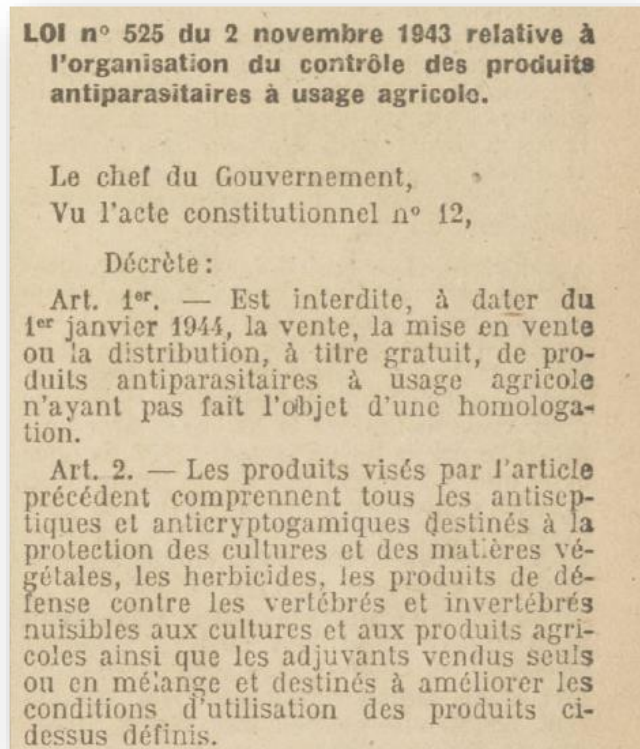 LOI n° 525 du 2 novembre 1943 relative à
l'organisation du contrôle des produits
antiparasitaires à usage agricole.
Le chef du Gouvernement,
Vu l'acte constitutionnel n° 12,
Décrète :
Art. 1er. — Est interdite, à dater du
1er janvier 1944, la vente, la mise en vente
ou la distribution, à titre gratuit, de pro-
duits antiparasitaires à usage agricole
n'ayant pas fait l'objet d'une homologa-
tion.
Art. 2. — Les produits visés par l'article
précédent comprennent tous les antisep-
tiques et anticryptogamiques destinés à la
protection des cultures et des matières vé-
gétales, les herbicides, les produits de dé-
fense contre les vertébrés et invertébrés
nuisibles aux cultures et aux produits agri-
coles ainsi que les adjuvants vendus seuls
ou en mélange et destinés à améliorer les
conditions d'utilisation des produits ci-
dessus définis.